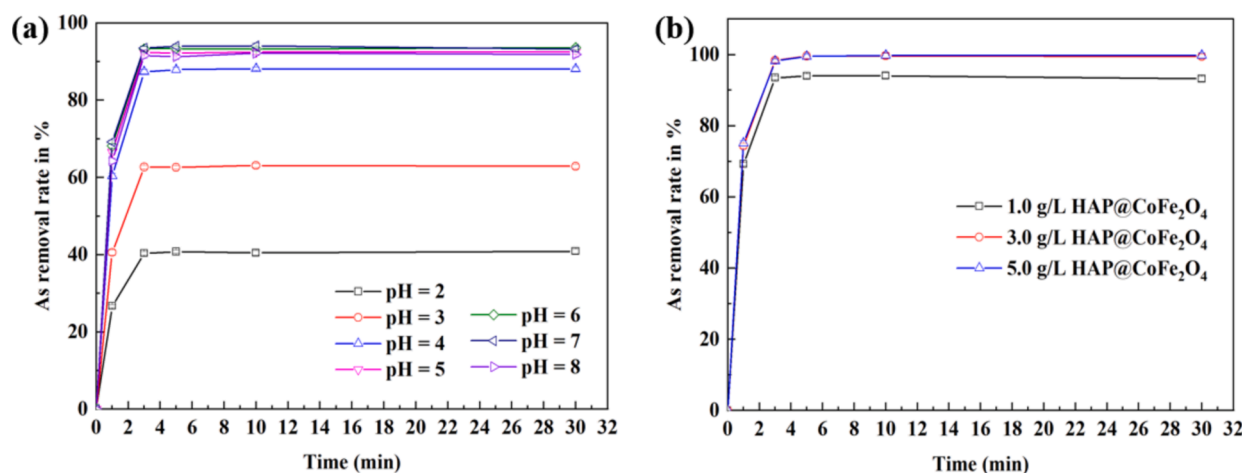 (a)
100
80
60
40
20
0
As removal rate in %
pH = 2
pH = 3
pH = 4
pH = 5
pH = 6
pH = 7
pH = 8
0 2 4 6 8 10 12 14 16 18 20 22 24 26 28 30 32
Time (min)
(b)
100
80
60
40
20
0
As removal rate in %
1.0 g/L HAP@CoFe₂O₄
3.0 g/L HAP@CoFe₂O₄
5.0 g/L HAP@CoFe₂O₄
0 2 4 6 8 10 12 14 16 18 20 22 24 26 28 30 32
Time (min)